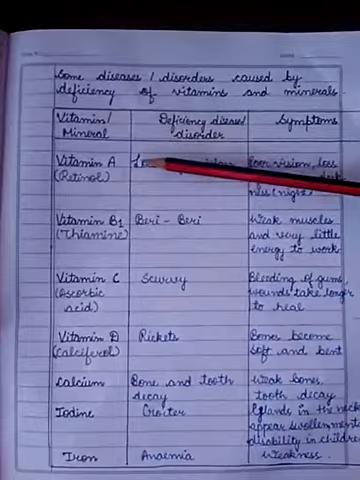 Some diseases / disorders caused by
deficiency of vitamins and minerals
Vitamin/
Mineral
Deficiency disease/
disorder
Symptoms
Vitamin A
(Retinol)
Poor vision, loss
ness (night)
Vitamin B1
(Thiamine)
Beri - Beri
Weak muscles
and very little
energy to work
Vitamin C
(Ascorbic
acid)
Scurvy
Bleeding of gums,
wounds take longer
to heal
Vitamin D
(Calciferol)
Rickets
Bones become
soft and bent
Calcium
Bone and tooth
decay
Weak bones,
tooth decay
Iodine
Goiter
Glands in the neck
appear swollen, mental
disability in children
Iron
Anaemia
Weakness.